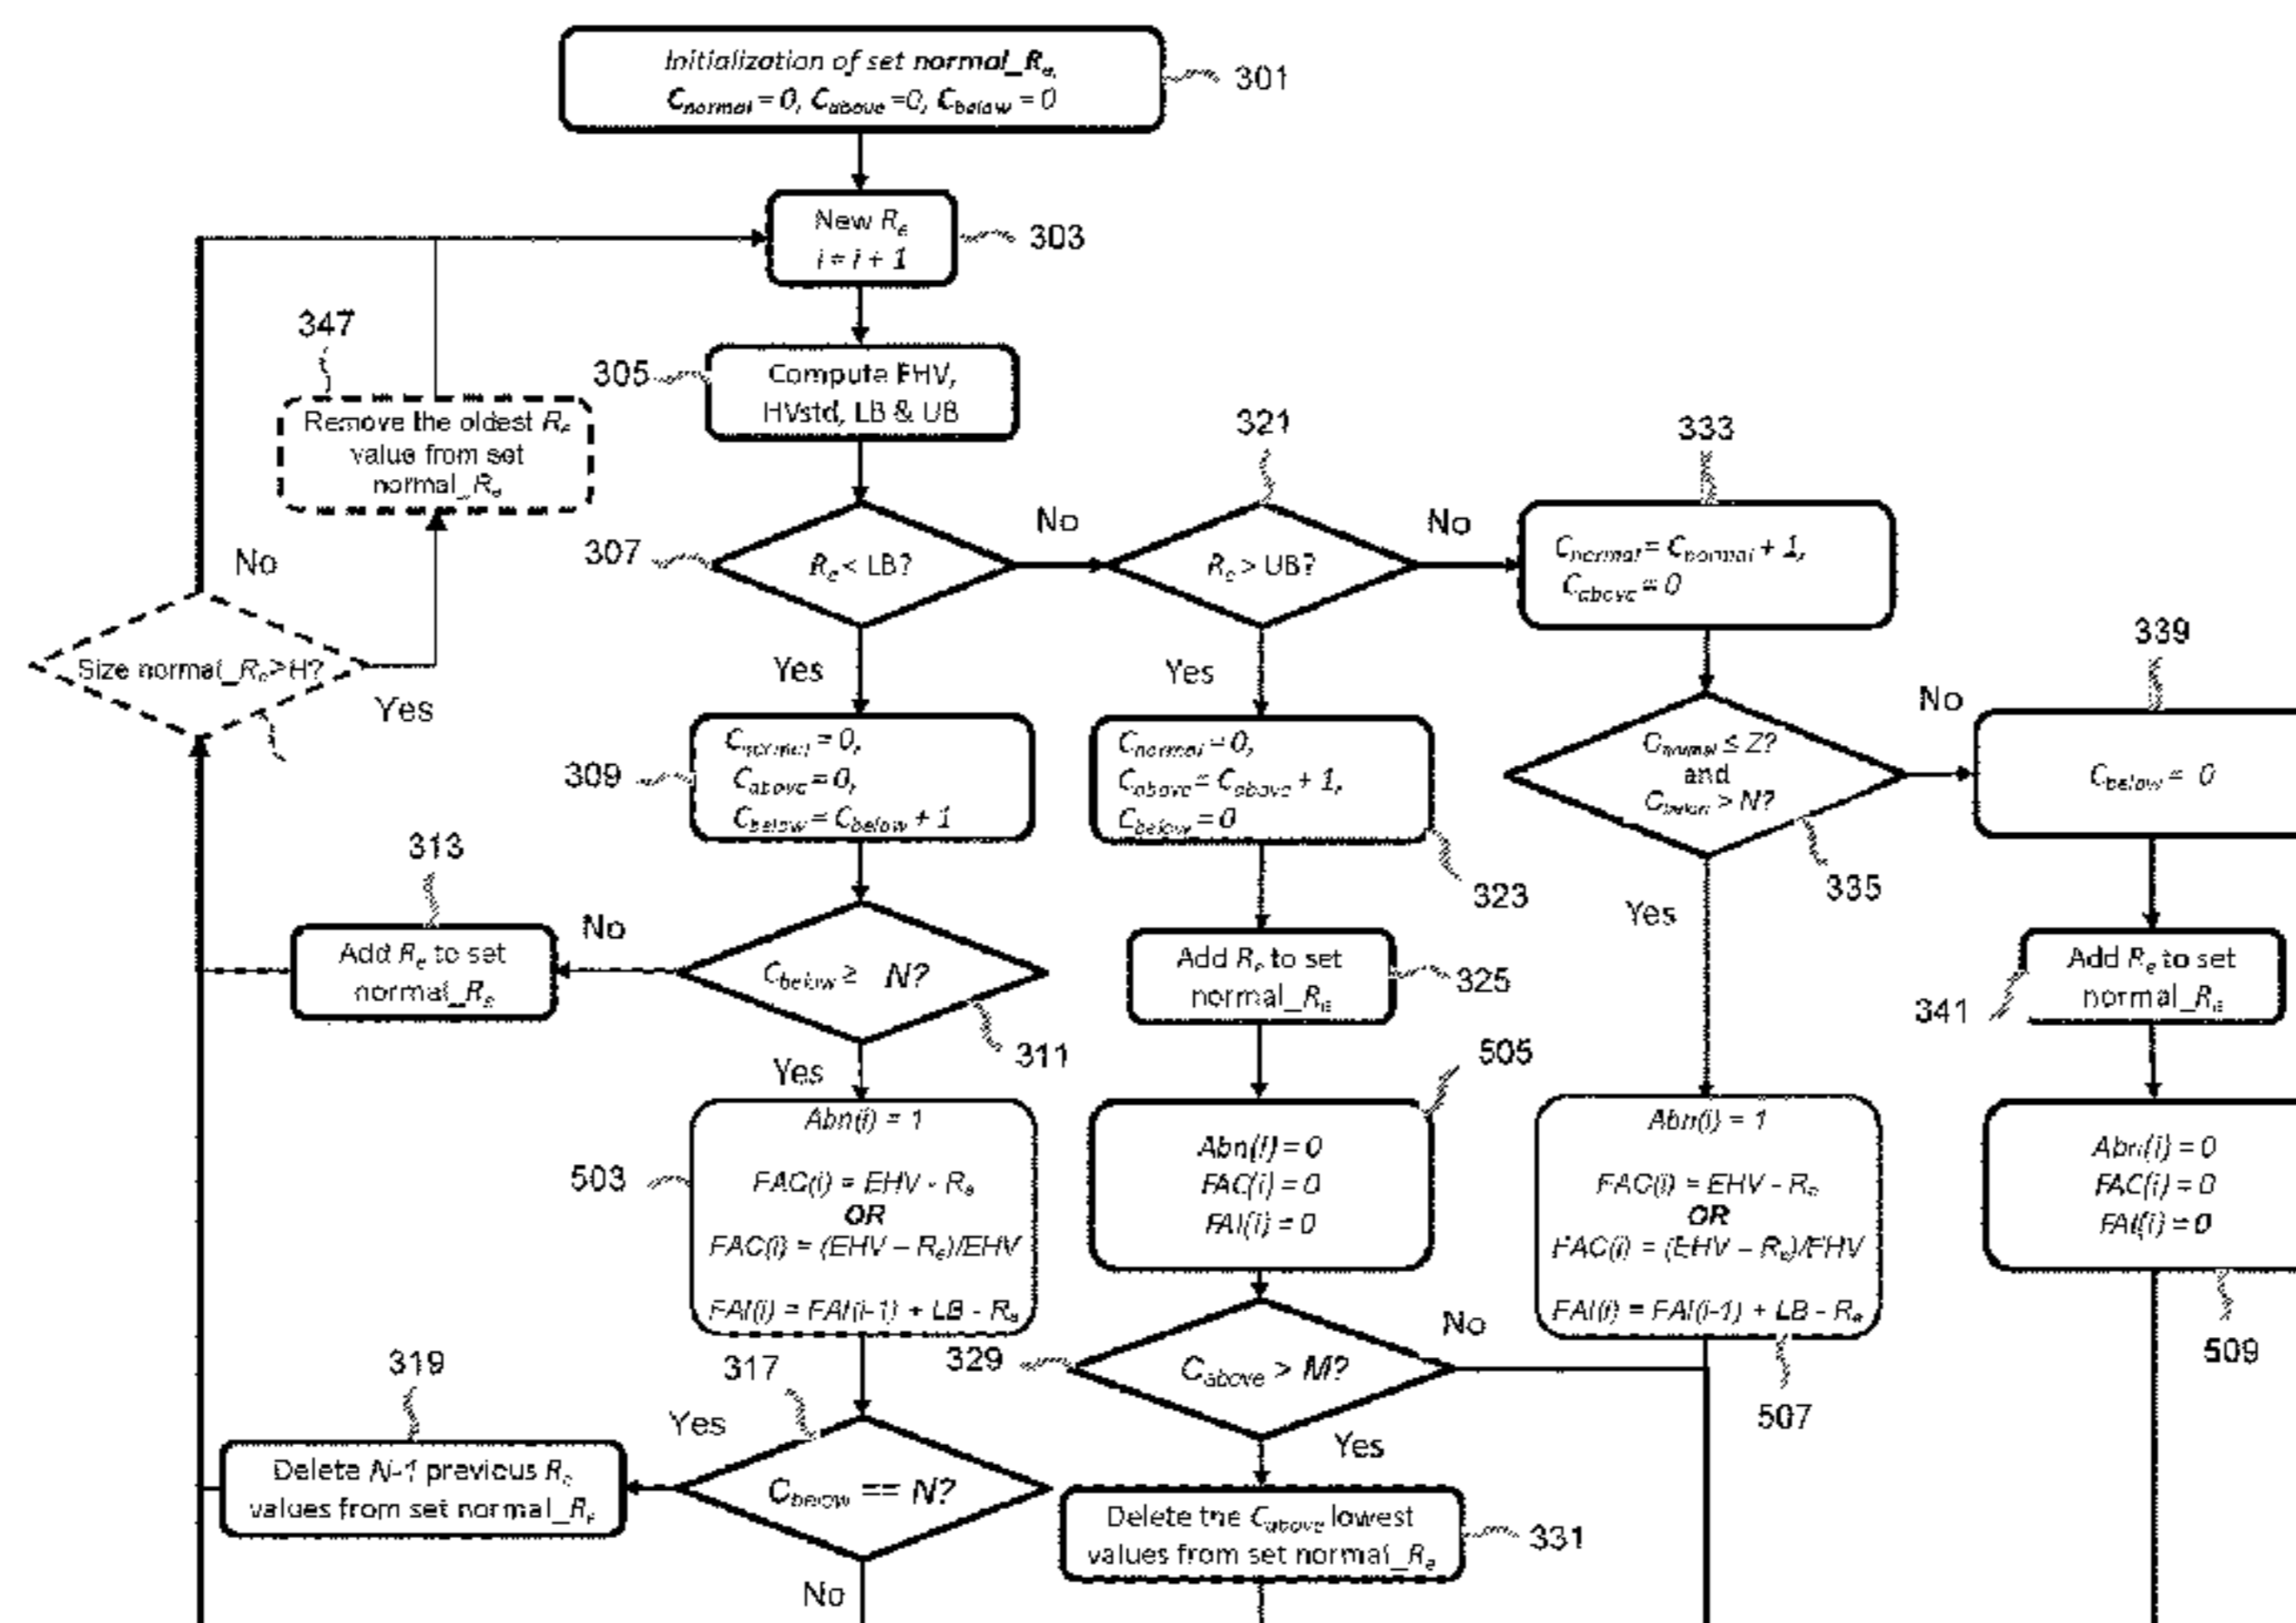 Initialization of set normal_Re,
Cnormal = 0, Cabove =0, Cbelow = 0
301
New Re
i = i + 1
303
347
Remove the oldest Re
value from set
normal_Re
305
Compute EHV,
HVstd, LB & UB
321
333
307
Re < LB?
No
Re > UB?
No
Cnormal = Cnormal + 1,
Cabove = 0
No
Size normal_Re>H?
Yes
Yes
Yes
339
309
Cnormal = 0,
Cabove = 0,
Cbelow = Cbelow + 1
Cnormal = 0,
Cabove = Cabove + 1,
Cbelow = 0
323
Cnormal ≤ Z?
and
Cbelow > N?
335
No
Cbelow = 0
313
Add Re to set
normal_Re
No
Cbelow ≥ N?
311
Yes
Add Re to set
normal_Re
325
Yes
Add Re to set
normal_Re
341
503
Abn(i) = 1
FAC(i) = EHV - Re
OR
FAC(i) = (EHV – Re)/EHV
FAI(i) = FAI(i-1) + LB - Re
505
Abn(i) = 0
FAC(i) = 0
FAI(i) = 0
Abn(i) = 1
FAC(i) = EHV - Re
OR
FAC(i) = (EHV – Re)/EHV
FAI(i) = FAI(i-1) + LB - Re
507
Abn(i) = 0
FAC(i) = 0
FAI(i) = 0
509
319
Delete N-1 previous Re
values from set normal_Re
317
Yes
Cbelow == N?
No
329
Cabove > M?
No
Yes
Delete the Cabove lowest
values from set normal_Re
331